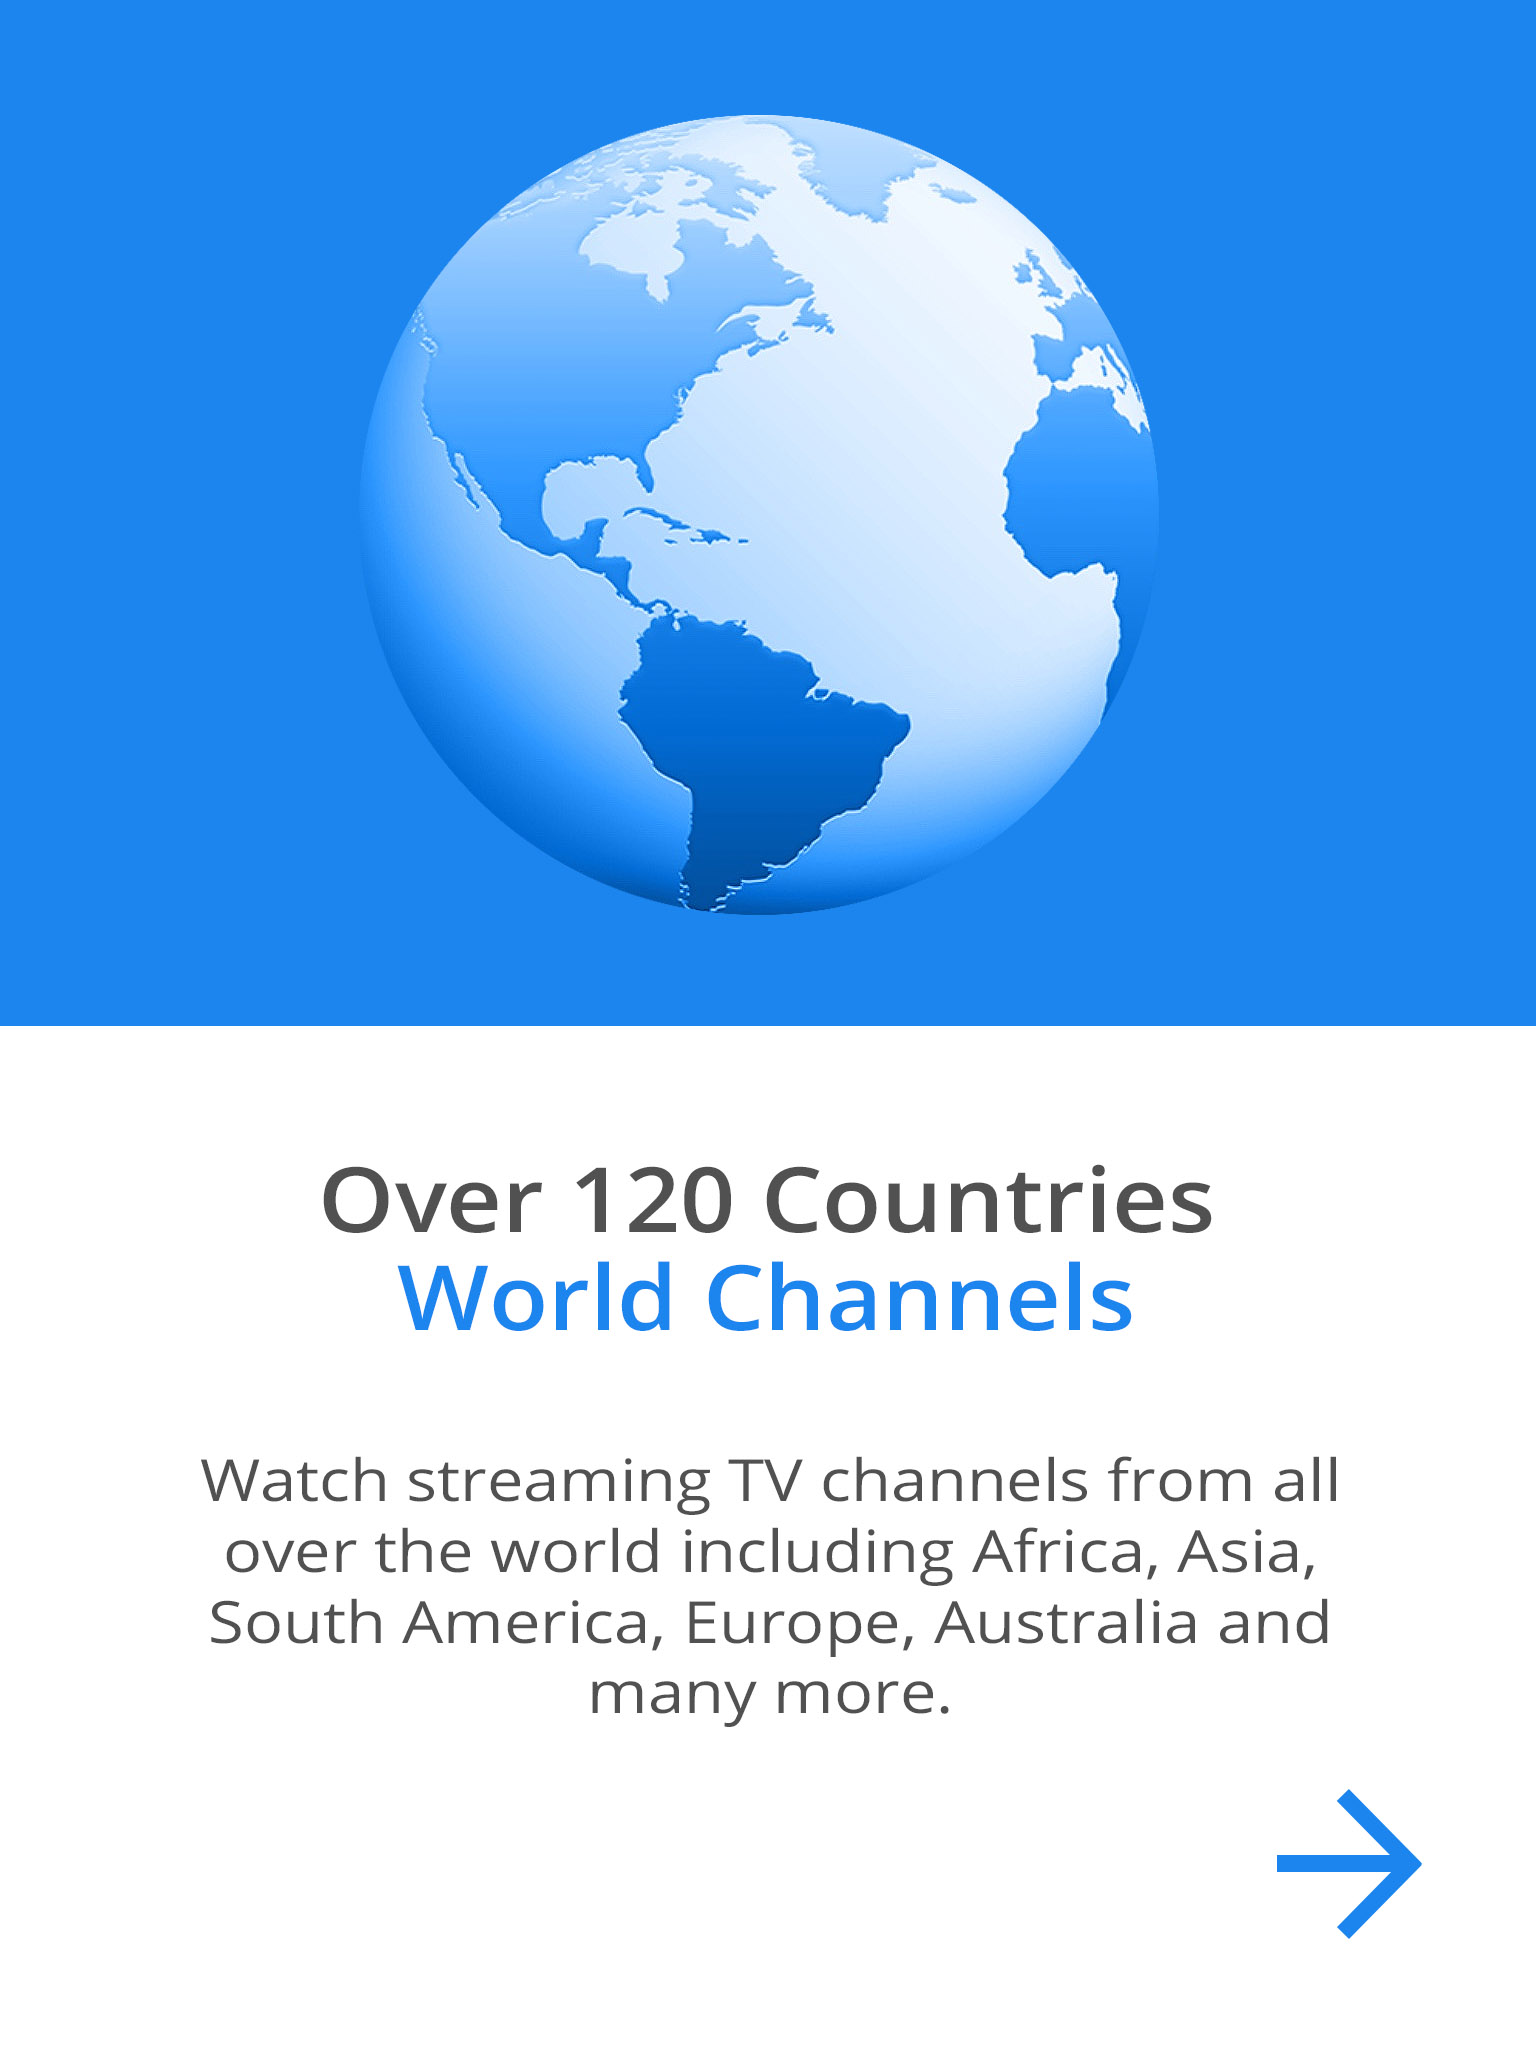 Over 120 Countries
World Channels
Watch streaming TV channels from all
over the world including Africa, Asia,
South America, Europe, Australia and
many more.